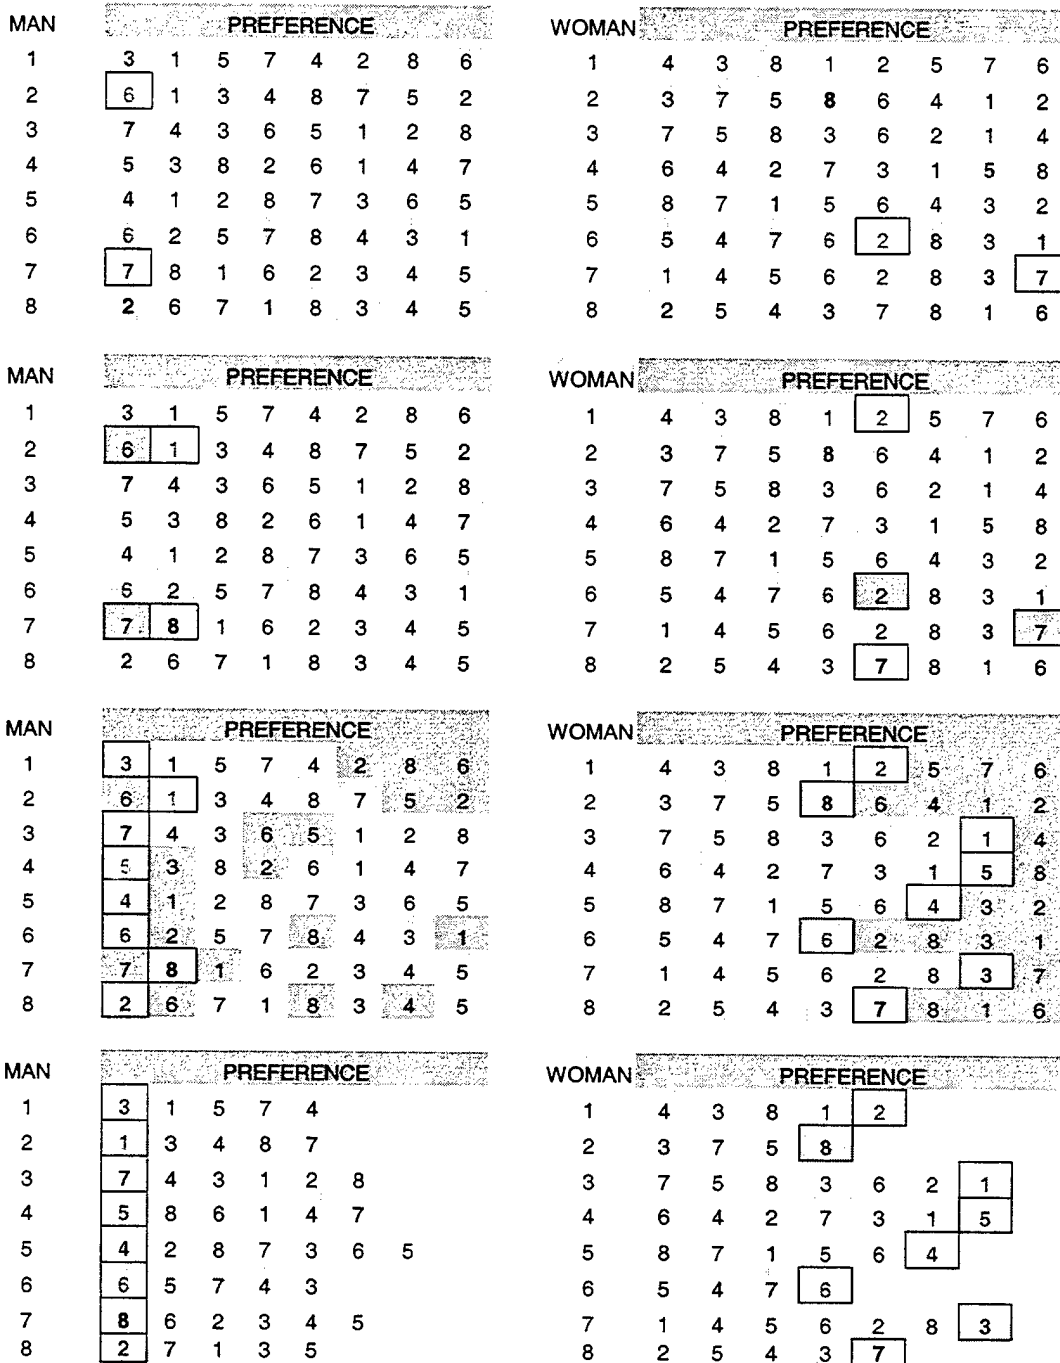 MAN PREFERENCE WOMAN PREFERENCE
1 3 1 5 7 4 2 8 6 1 4 3 8 1 2 5 7 6
2 6 1 3 4 8 7 5 2 2 3 7 5 8 6 4 1 2
3 7 4 3 6 5 1 2 8 3 7 5 8 3 6 2 1 4
4 5 3 8 2 6 1 4 7 4 6 4 2 7 3 1 5 8
5 4 1 2 8 7 3 6 5 5 8 7 1 5 6 4 3 2
6 6 2 5 7 8 4 3 1 6 5 4 7 6 2 8 3 1
7 7 8 1 6 2 3 4 5 7 1 4 5 6 2 8 3 7
8 2 6 7 1 8 3 4 5 8 2 5 4 3 7 8 1 6
MAN PREFERENCE WOMAN PREFERENCE
1 3 1 5 7 4 2 8 6 1 4 3 8 1 2 5 7 6
2 6 1 3 4 8 7 5 2 2 3 7 5 8 6 4 1 2
3 7 4 3 6 5 1 2 8 3 7 5 8 3 6 2 1 4
4 5 3 8 2 6 1 4 7 4 6 4 2 7 3 1 5 8
5 4 1 2 8 7 3 6 5 5 8 7 1 5 6 4 3 2
6 6 2 5 7 8 4 3 1 6 5 4 7 6 2 8 3 1
7 7 8 1 6 2 3 4 5 7 1 4 5 6 2 8 3 7
8 2 6 7 1 8 3 4 5 8 2 5 4 3 7 8 1 6
MAN PREFERENCE WOMAN PREFERENCE
1 3 1 5 7 4 2 8 6 1 4 3 8 1 2 5 7 6
2 6 1 3 4 8 7 5 2 2 3 7 5 8 6 4 1 2
3 7 4 3 6 5 1 2 8 3 7 5 8 3 6 2 1 4
4 5 3 8 2 6 1 4 7 4 6 4 2 7 3 1 5 8
5 4 1 2 8 7 3 6 5 5 8 7 1 5 6 4 3 2
6 6 2 5 7 8 4 3 1 6 5 4 7 6 2 8 3 1
7 7 8 1 6 2 3 4 5 7 1 4 5 6 2 8 3 7
8 2 6 7 1 8 3 4 5 8 2 5 4 3 7 8 1 6
MAN PREFERENCE WOMAN PREFERENCE
1 3 1 5 7 4 1 4 3 8 1 2
2 1 3 4 8 7 2 3 7 5 8
3 7 4 3 1 2 8 3 7 5 8 3 6 2 1
4 5 8 6 1 4 7 4 6 4 2 7 3 1 5
5 4 2 8 7 3 6 5 5 8 7 1 5 6 4
6 6 5 7 4 3 6 5 4 7 6
7 8 6 2 3 4 5 7 1 4 5 6 2 8 3
8 2 7 1 3 5 8 2 5 4 3 7